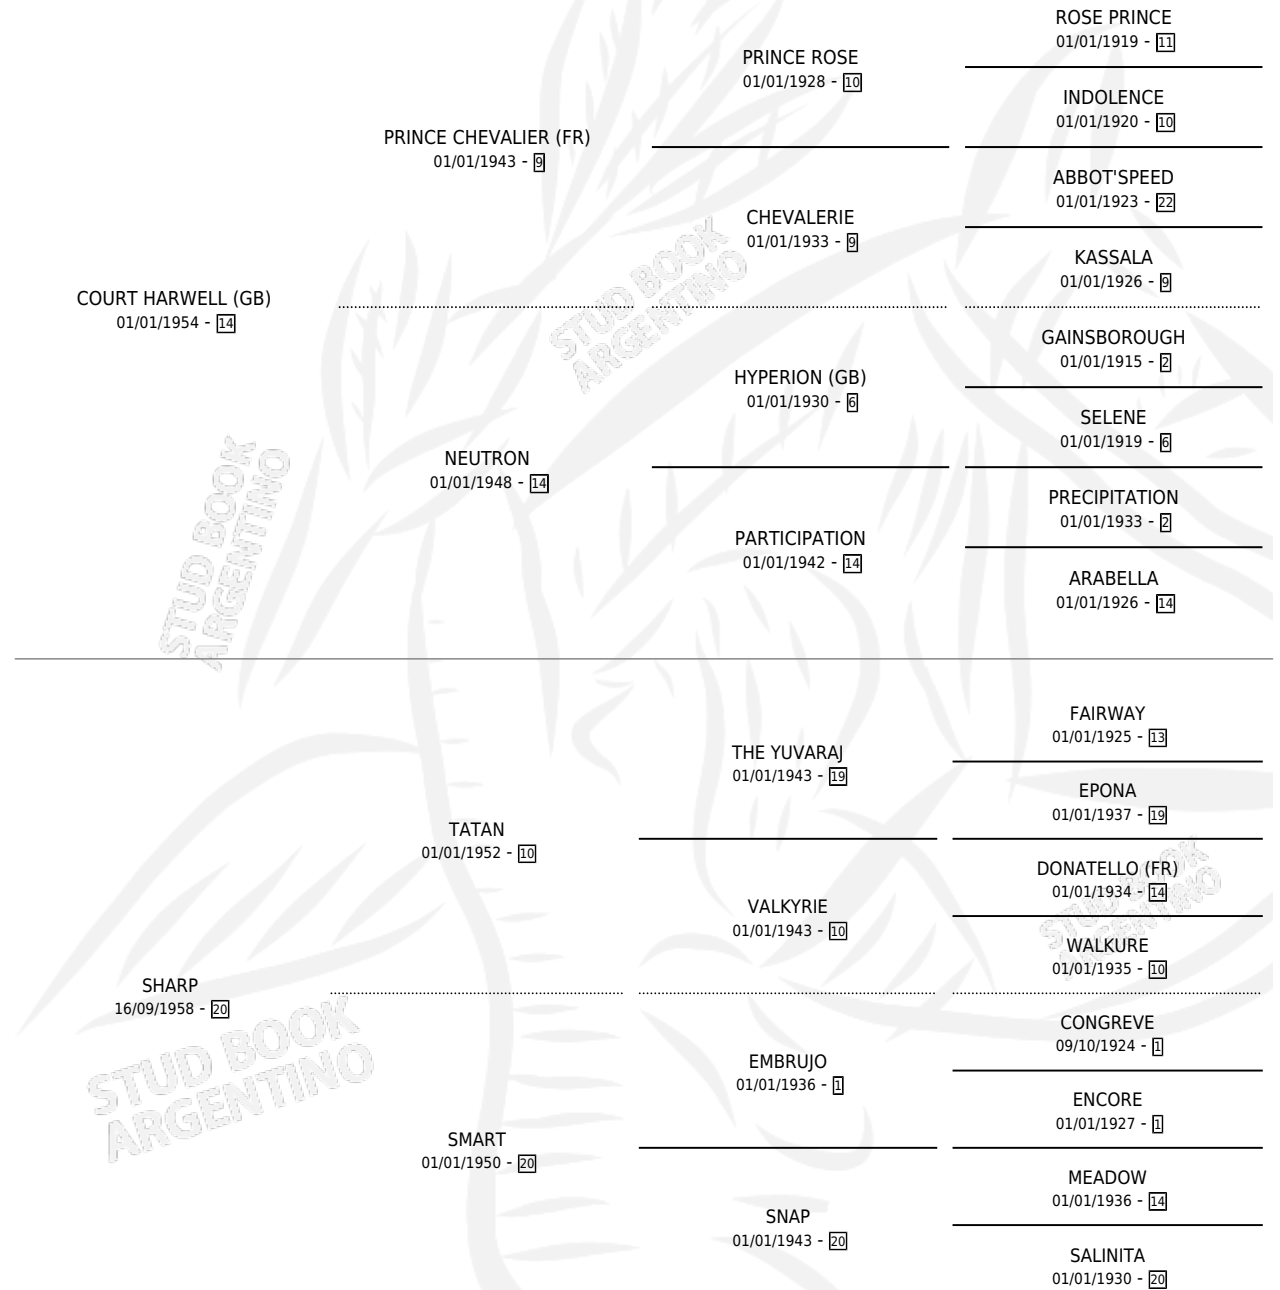 ROSE PRINCE
01/01/1919 - 11
PRINCE ROSE
01/01/1928 - 10
INDOLENCE
01/01/1920 - 10
PRINCE CHEVALIER (FR)
01/01/1943 - 9
ABBOT'SPEED
01/01/1923 - 22
CHEVALERIE
01/01/1933 - 9
KASSALA
01/01/1926 - 9
COURT HARWELL (GB)
01/01/1954 - 14
GAINSBOROUGH
01/01/1915 - 2
HYPERION (GB)
01/01/1930 - 6
SELENE
01/01/1919 - 6
NEUTRON
01/01/1948 - 14
PRECIPITATION
01/01/1933 - 2
PARTICIPATION
01/01/1942 - 14
ARABELLA
01/01/1926 - 14
FAIRWAY
01/01/1925 - 13
THE YUVARAJ
01/01/1943 - 19
EPONA
01/01/1937 - 19
TATAN
01/01/1952 - 10
DONATELLO (FR)
01/01/1934 - 14
VALKYRIE
01/01/1943 - 10
WALKURE
01/01/1935 - 10
SHARP
16/09/1958 - 20
CONGREVE
09/10/1924 - 1
EMBRUJO
01/01/1936 - 1
ENCORE
01/01/1927 - 1
SMART
01/01/1950 - 20
MEADOW
01/01/1936 - 14
SNAP
01/01/1943 - 20
SALINITA
01/01/1930 - 20
STUD BOOK
ARGENTINO
STUD BOOK
ARGENTINO
STUD BOOK
ARGENTINO
STUD BOOK
ARGENTINO